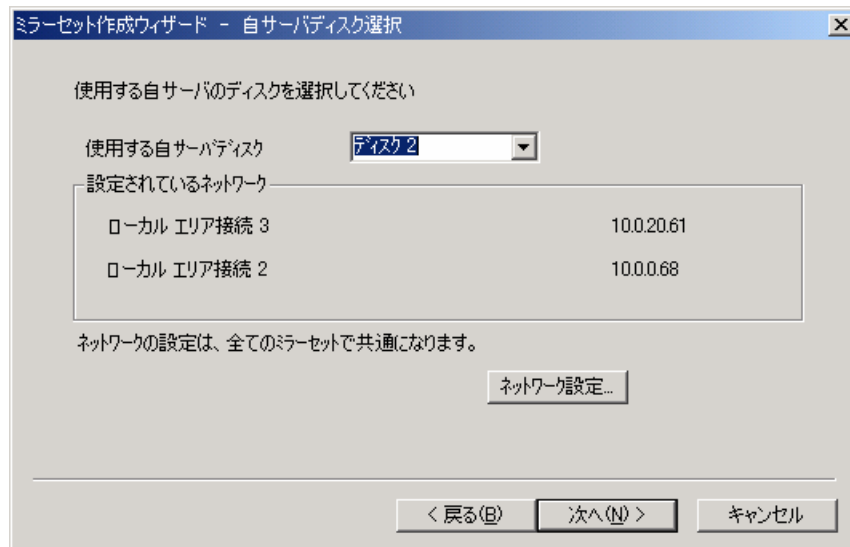 ミラーセット作成ウィザード － 自サーバディスク選択
使用する自サーバのディスクを選択してください
使用する自サーバディスク ディスク 2
設定されているネットワーク
ローカル エリア接続 3 10.0.20.61
ローカル エリア接続 2 10.0.0.68
ネットワークの設定は、全てのミラーセットで共通になります。
ネットワーク設定...
< 戻る(B) 次へ(N) > キャンセル